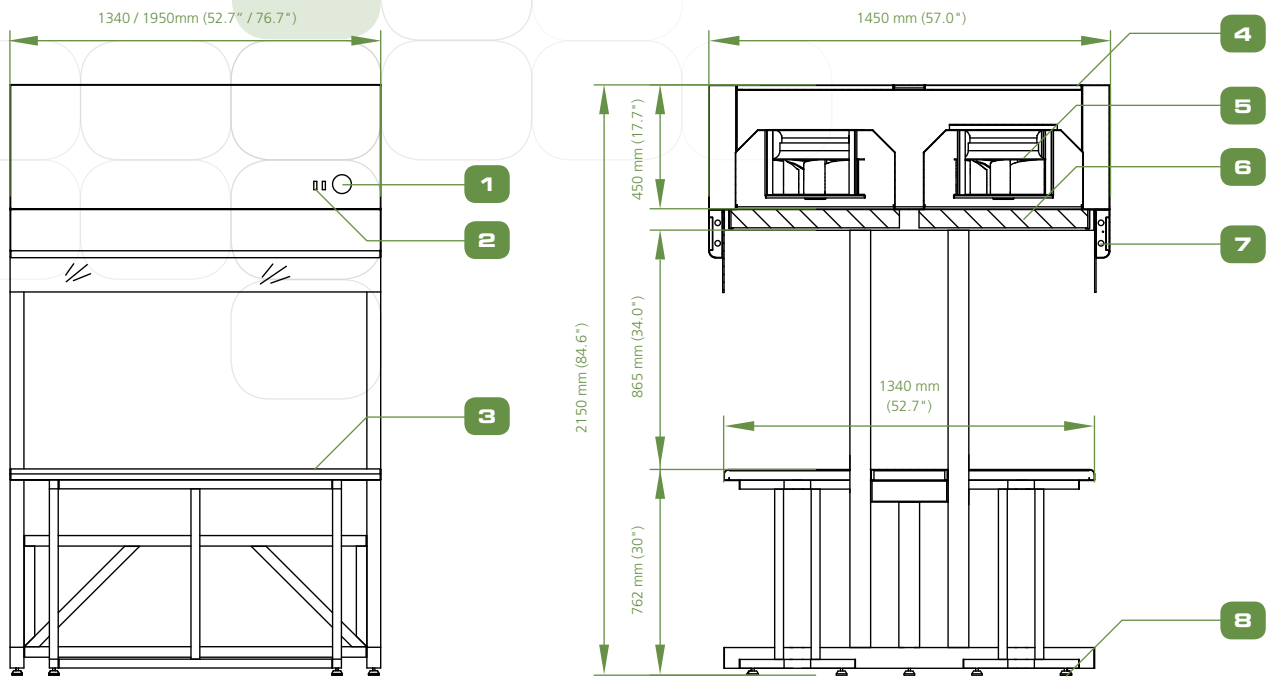 1340 / 1950mm (52.7" / 76.7")
1450 mm (57.0")
4
5
450 mm (17.7")
6
1
2
7
2150 mm (84.6")
865 mm (34.0")
1340 mm
(52.7")
3
762 mm (30")
8